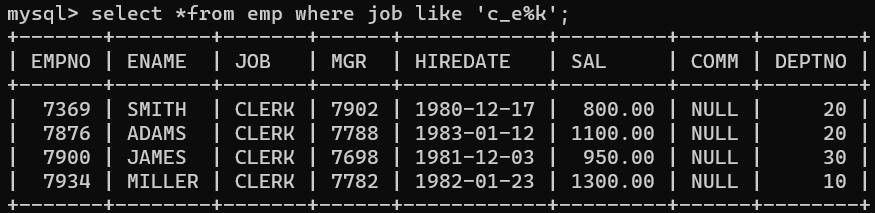 mysql> select *from emp where job like 'c_e%k';
+-------+--------+-------+------+------------+---------+------+--------+
| EMPNO | ENAME  | JOB   | MGR  | HIREDATE   | SAL     | COMM | DEPTNO |
+-------+--------+-------+------+------------+---------+------+--------+
|  7369 | SMITH  | CLERK | 7902 | 1980-12-17 |  800.00 | NULL |     20 |
|  7876 | ADAMS  | CLERK | 7788 | 1983-01-12 | 1100.00 | NULL |     20 |
|  7900 | JAMES  | CLERK | 7698 | 1981-12-03 |  950.00 | NULL |     30 |
|  7934 | MILLER | CLERK | 7782 | 1982-01-23 | 1300.00 | NULL |     10 |
+-------+--------+-------+------+------------+---------+------+--------+